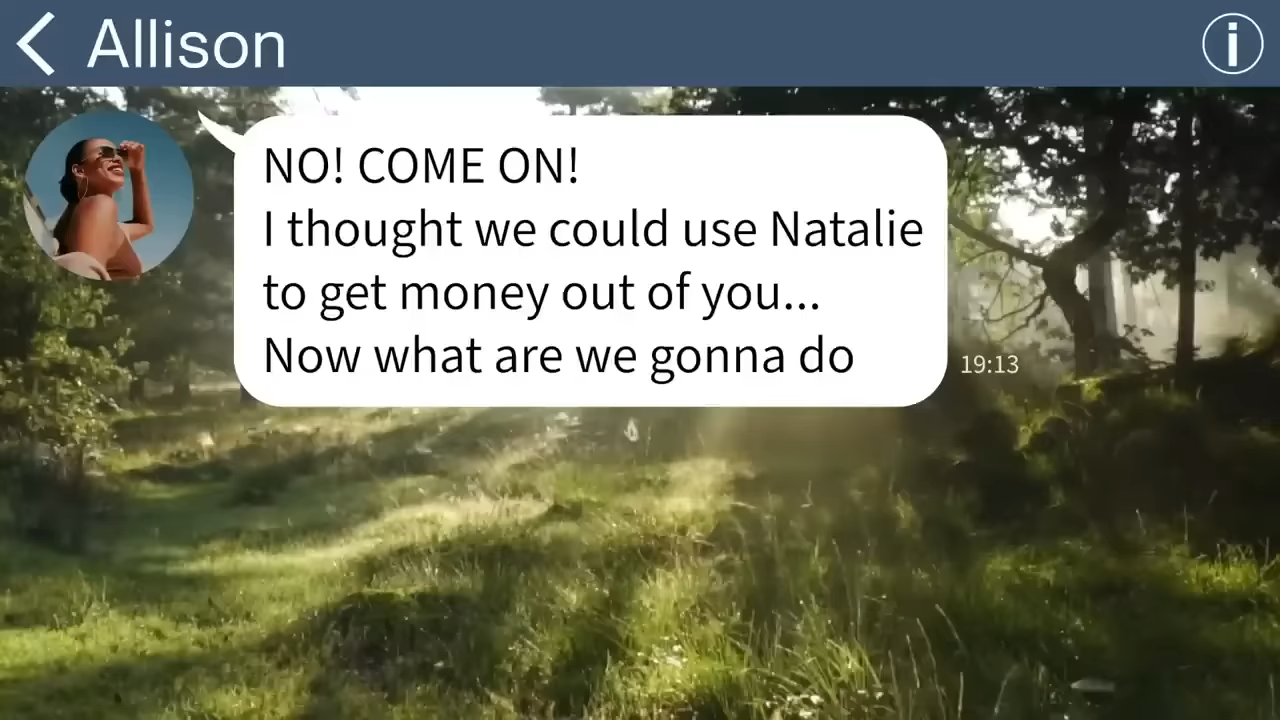 Allison
NO! COME ON!
I thought we could use Natalie
to get money out of you...
Now what are we gonna do
19:13